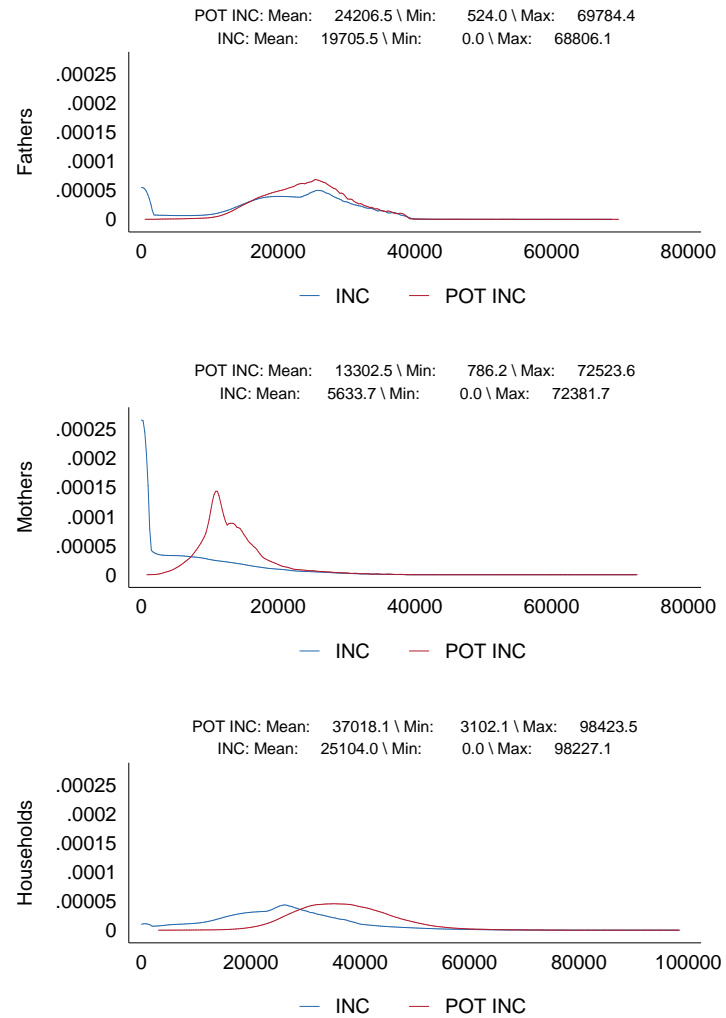 POT INC: Mean: 24206.5 \ Min: 524.0 \ Max: 69784.4
INC: Mean: 19705.5 \ Min: 0.0 \ Max: 68806.1
Fathers
.00025
.0002
.00015
.0001
.00005
0
0 20000 40000 60000 80000
INC POT INC
POT INC: Mean: 13302.5 \ Min: 786.2 \ Max: 72523.6
INC: Mean: 5633.7 \ Min: 0.0 \ Max: 72381.7
Mothers
.00025
.0002
.00015
.0001
.00005
0
0 20000 40000 60000 80000
INC POT INC
POT INC: Mean: 37018.1 \ Min: 3102.1 \ Max: 98423.5
INC: Mean: 25104.0 \ Min: 0.0 \ Max: 98227.1
Households
.00025
.0002
.00015
.0001
.00005
0
0 20000 40000 60000 80000 100000
INC POT INC